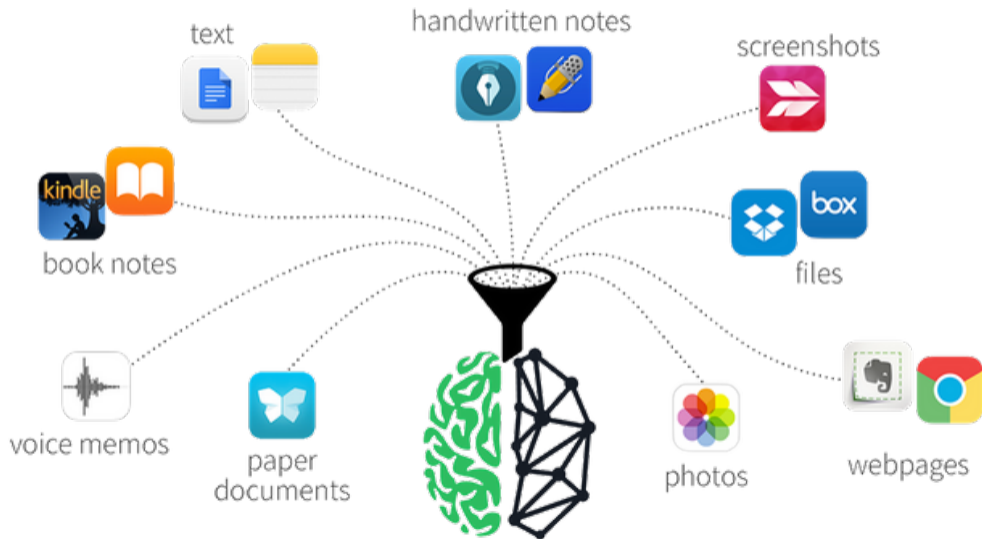 text
handwritten notes
screenshots
kindle
book notes
box
files
voice memos
paper
documents
photos
webpages